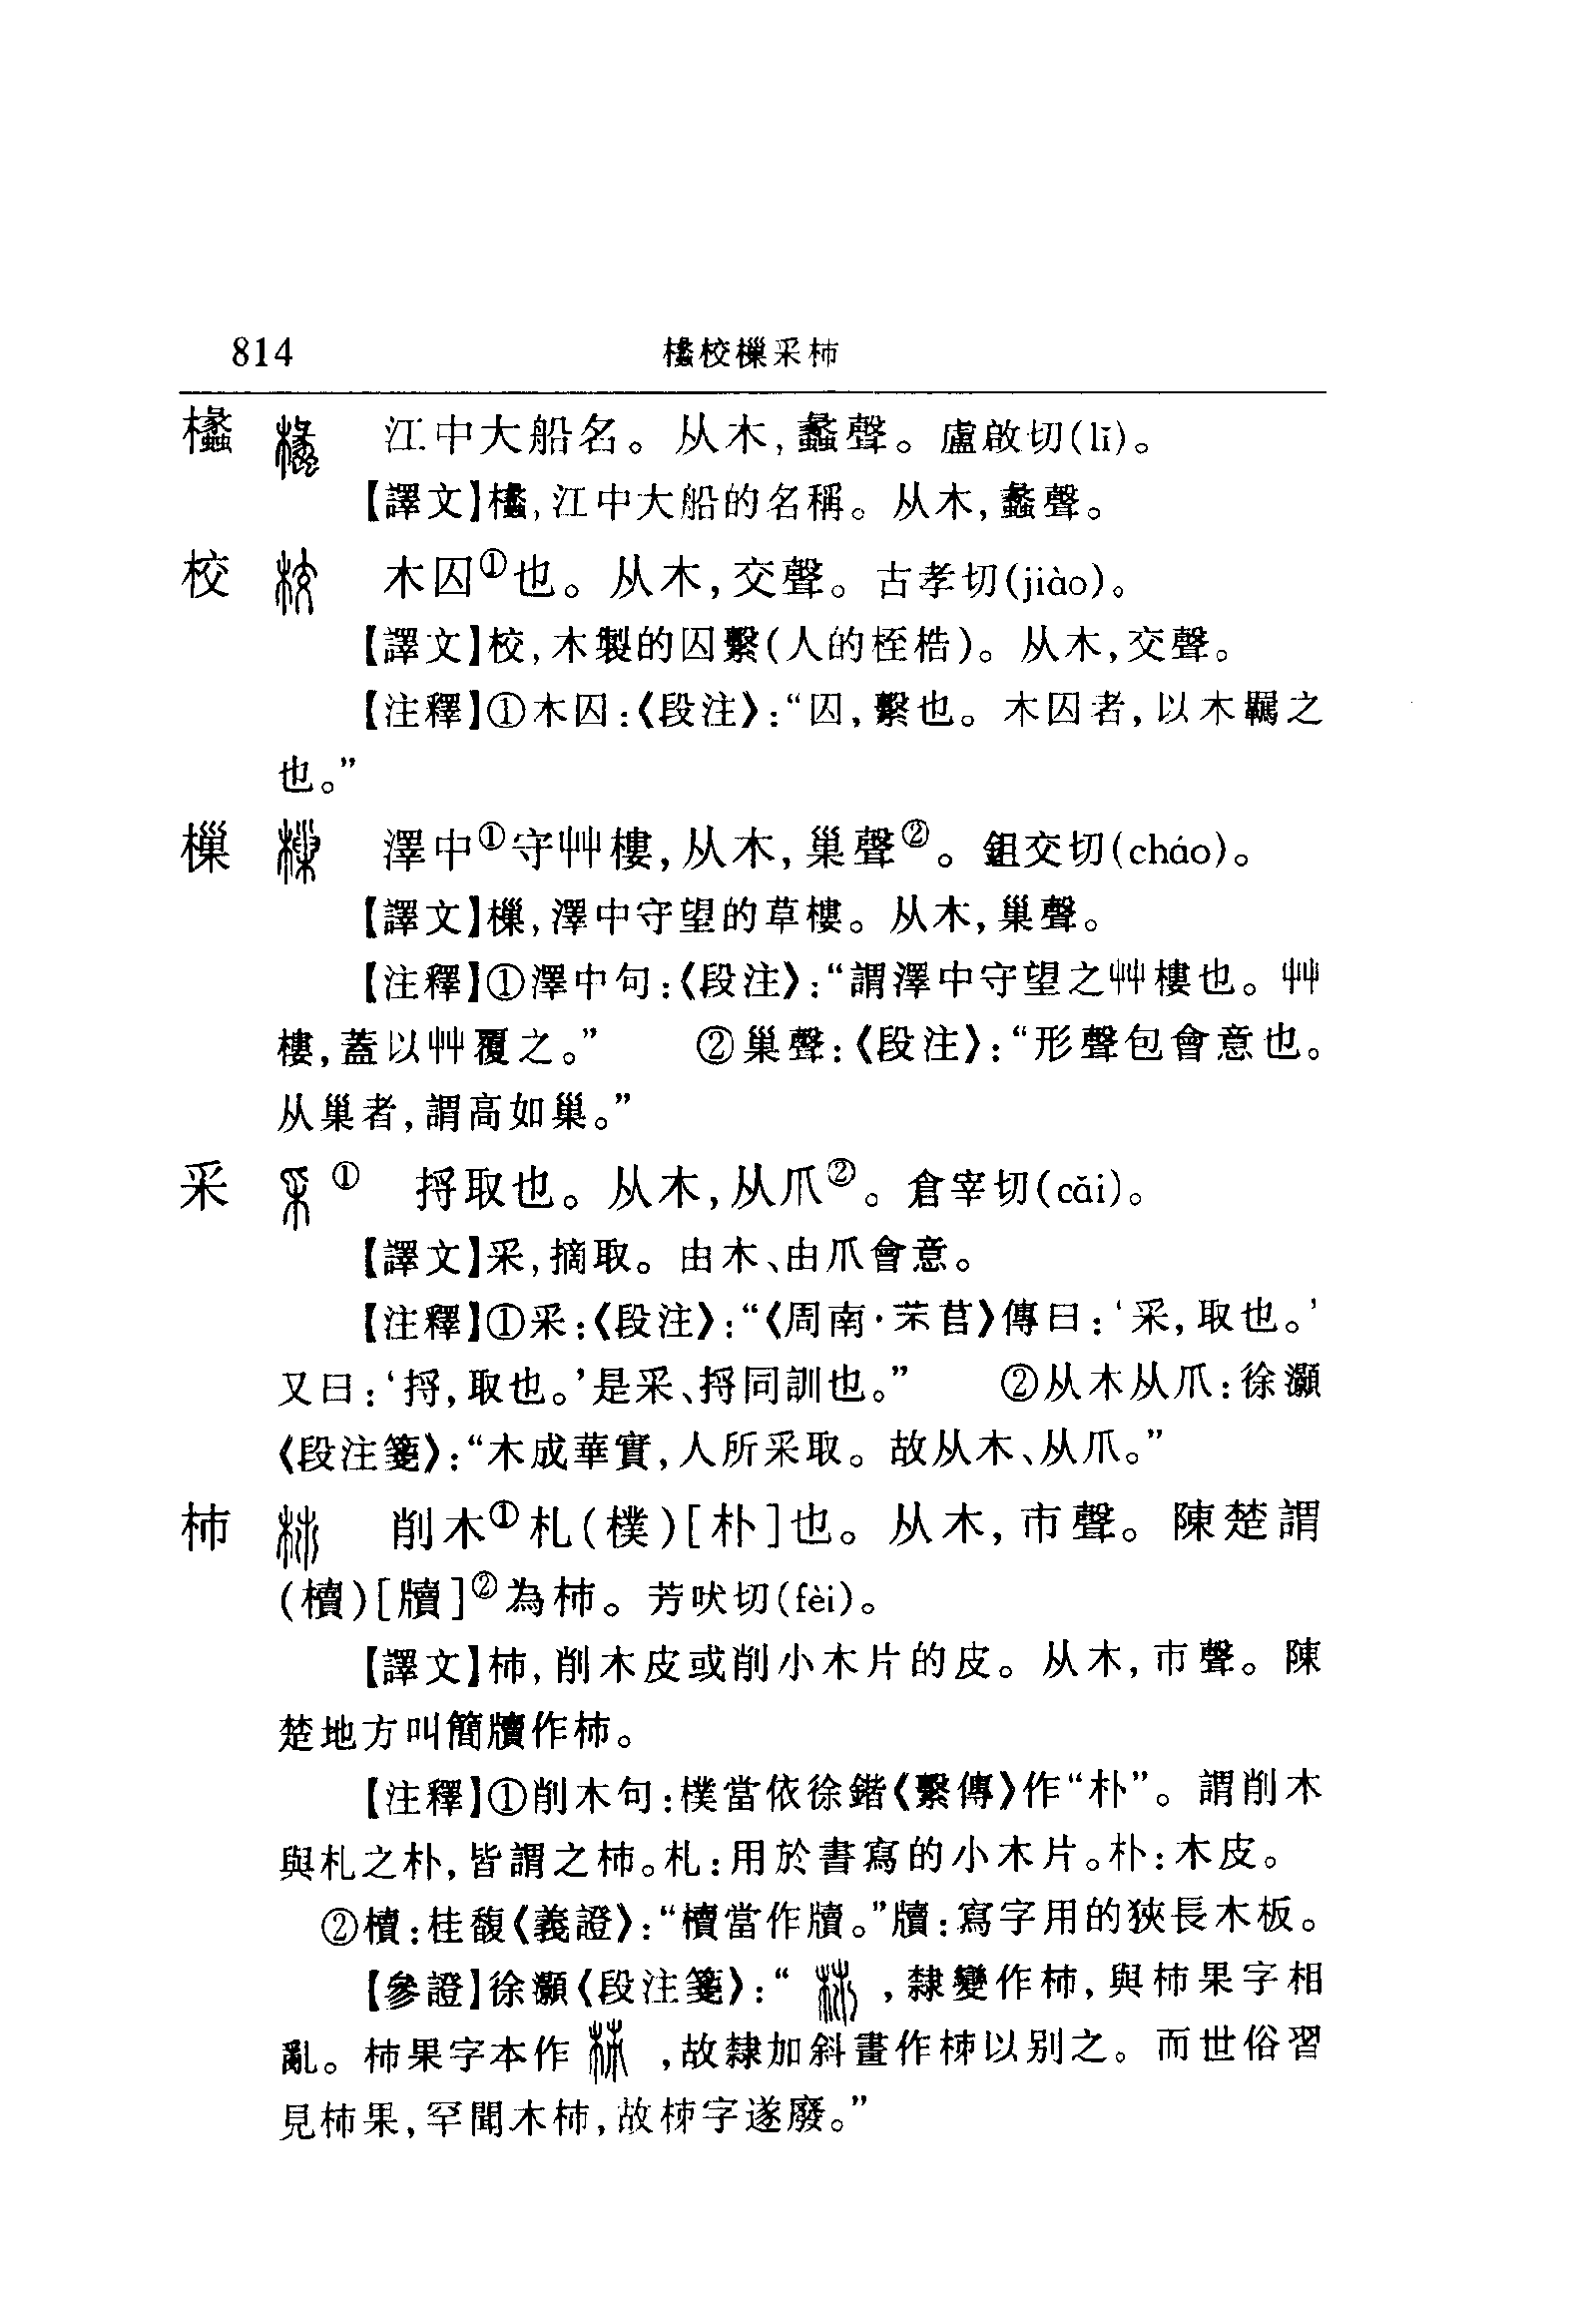 814 欚校樔采柿
欚 江中大船名。从木,蠡聲。盧啟切(lǐ)。
【譯文】欚,江中大船的名稱。从木,蠡聲。
校 木囚①也。从木,交聲。古孝切(jiào)。
【譯文】校,木製的囚繫(人的桎梏)。从木,交聲。
【注釋】①木囚:《段注》:“囚,繫也。木囚者,以木羈之
也。”
樔 澤中①守艸樓,从木,巢聲②。鉏交切(cháo)。
【譯文】樔,澤中守望的草樓。从木,巢聲。
【注釋】①澤中句:《段注》:“謂澤中守望之艸樓也。艸
樓,蓋以艸覆之。” ②巢聲:《段注》:“形聲包會意也。
从巢者,謂高如巢。”
采 ① 捋取也。从木,从爪②。倉宰切(cǎi)。
【譯文】采,摘取。由木、由爪會意。
【注釋】①采:《段注》:“《周南·芣苢》傳曰:‘采,取也。’
又曰:‘捋,取也。’是采、捋同訓也。” ②从木从爪:徐灝
《段注箋》:“木成華實,人所采取。故从木、从爪。”
柿 削木①札(樸)[朴]也。从木,巿聲。陳楚謂
(櫝)[牘]②為柿。芳吠切(fèi)。
【譯文】柿,削木皮或削小木片的皮。从木,巿聲。陳
楚地方叫簡牘作柿。
【注釋】①削木句:樸當依徐鍇《繫傳》作“朴”。謂削木
與札之朴,皆謂之柿。札:用於書寫的小木片。朴:木皮。
②櫝:桂馥《義證》:“櫝當作牘。”牘:寫字用的狹長木板。
【參證】徐灝《段注箋》:“ ,隸變作柿,與柿果字相
亂。柿果字本作 ,故隸加斜畫作柹以别之。而世俗習
見柿果,罕聞木柿,故柹字遂廢。”